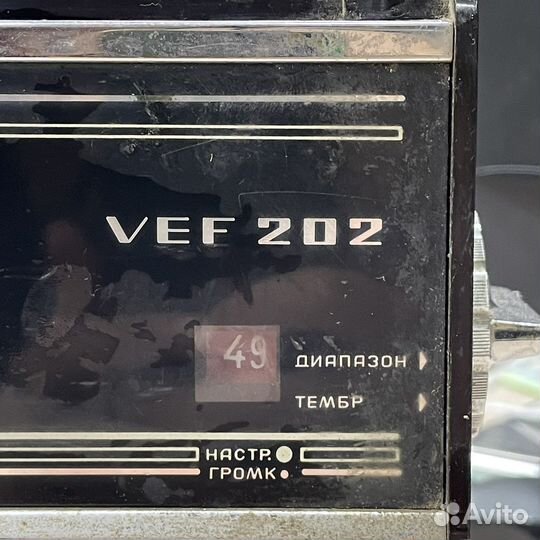 VEF 202
49
ДИАПАЗОН
ТЕМБР
НАСТР.
ГРОМК
Avito